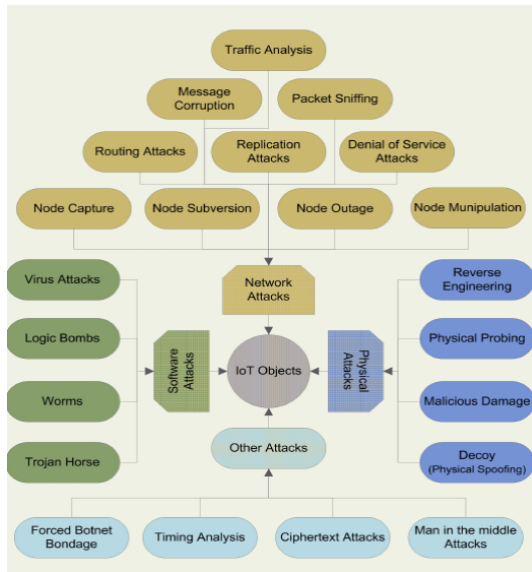 Traffic Analysis
Message
Corruption
Packet Sniffing
Routing Attacks
Replication
Attacks
Denial of Service
Attacks
Node Capture
Node Subversion
Node Outage
Node Munipulation
Network
Attacks
Virus Attacks
Logic Bombs
Worms
Trojan Horse
Software
Attacks
IoT Objects
Physical
Attacks
Reverse
Engineering
Physical Probing
Malicious Damage
Decoy
(Physical Spoofing)
Other Attacks
Forced Botnet
Bondage
Timing Analysis
Ciphertext Attacks
Man in the middle
Attacks